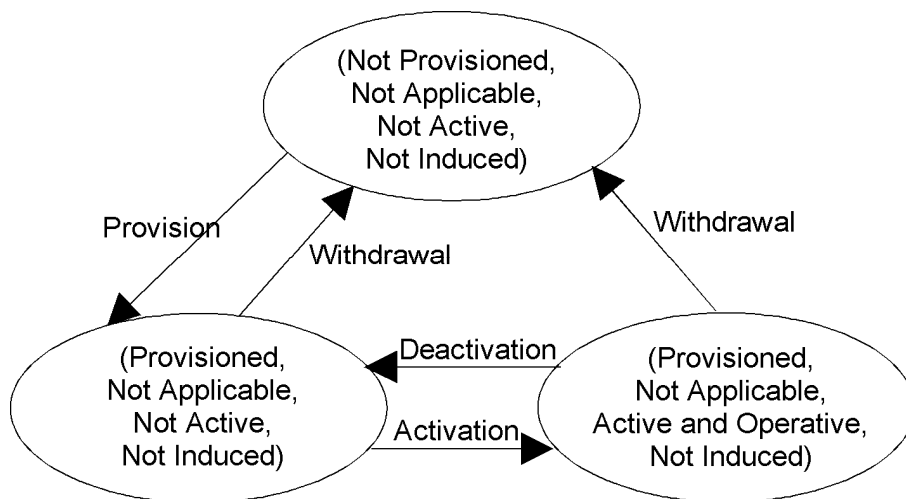 (Not Provisioned,
Not Applicable,
Not Active,
Not Induced)
Provision
Withdrawal
Withdrawal
(Provisioned,
Not Applicable,
Not Active,
Not Induced)
Deactivation
Activation
(Provisioned,
Not Applicable,
Active and Operative,
Not Induced)